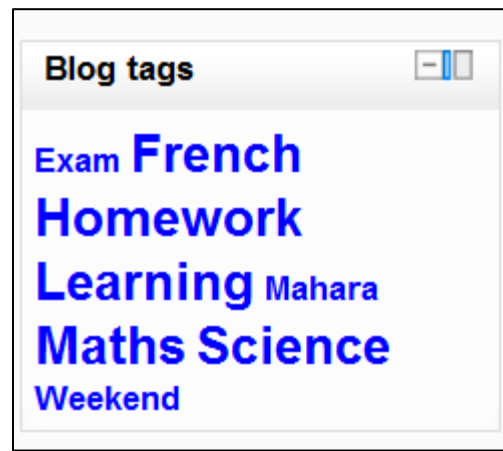 Blog tags
Exam French
Homework
Learning Mahara
Maths Science
Weekend